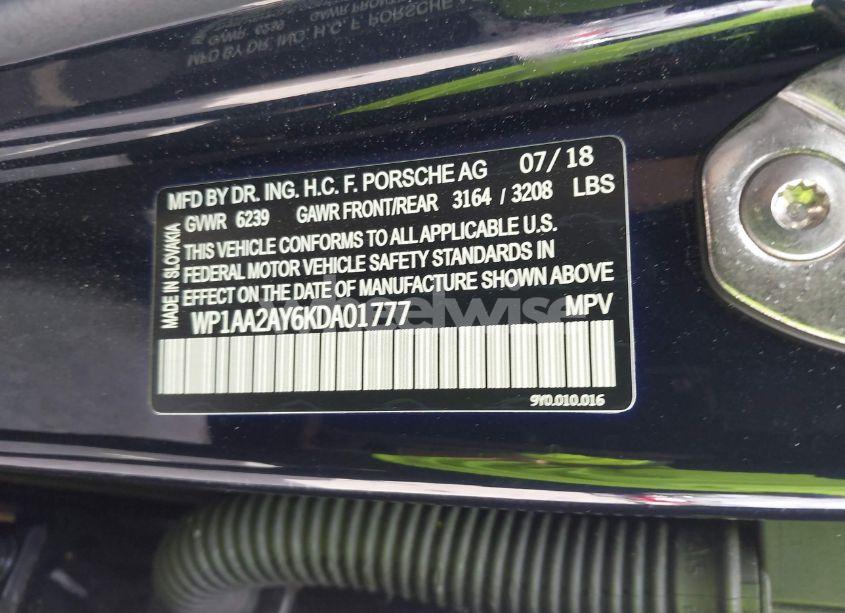 MFD BY DR. ING. H.C. F. PORSCHE AG 07/18
GVWR 6239 GAWR FRONT/REAR 3164 / 3208 LBS
THIS VEHICLE CONFORMS TO ALL APPLICABLE U.S.
FEDERAL MOTOR VEHICLE SAFETY STANDARDS IN
EFFECT ON THE DATE OF MANUFACTURE SHOWN ABOVE
WP1AA2AY6KDA01777 MPV
MADE IN SLOVAKIA
9Y0.010.016
wheelwise